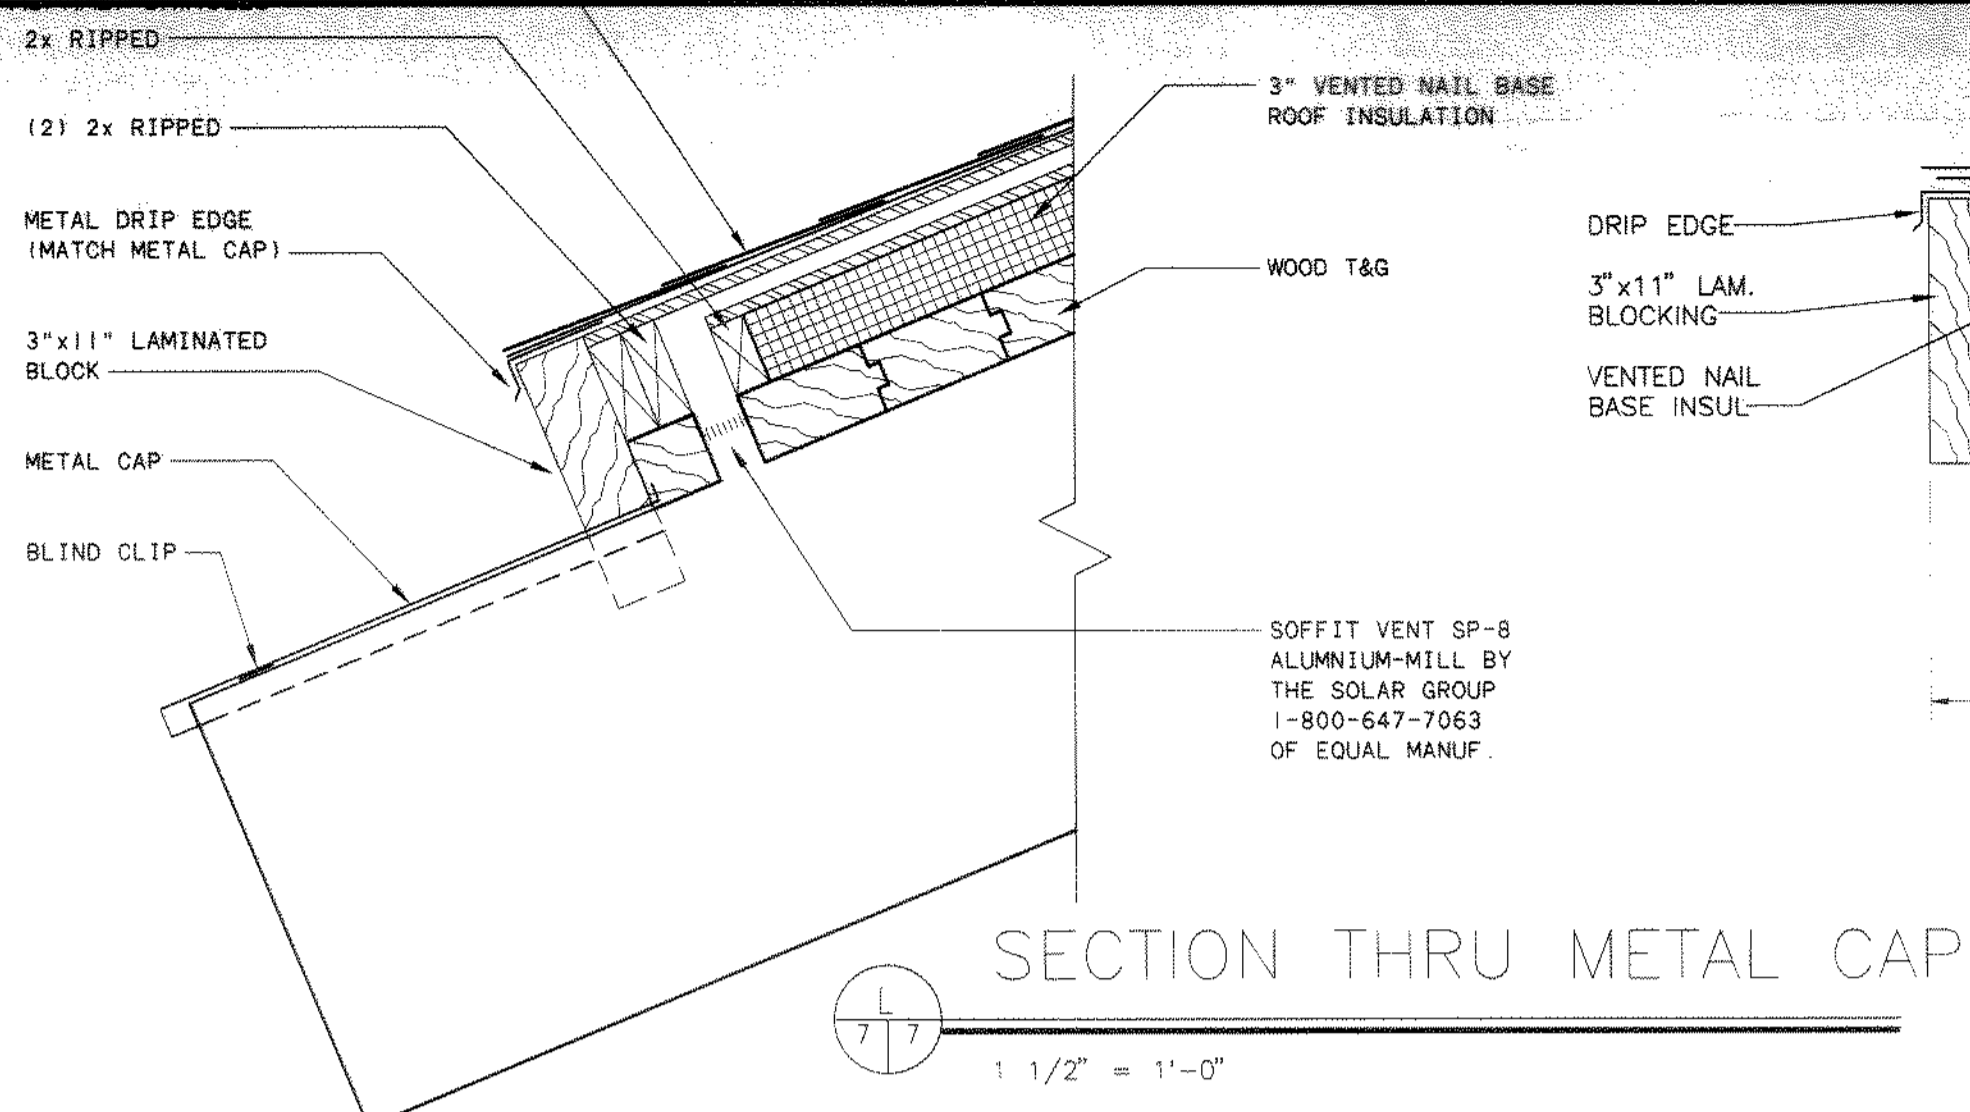 2x RIPPED
(2) 2x RIPPED
METAL DRIP EDGE
(MATCH METAL CAP)
3"x11" LAMINATED
BLOCK
METAL CAP
BLIND CLIP
3" VENTED NAIL BASE
ROOF INSULATION
WOOD T&G
SOFFIT VENT SP-8
ALUMNIUM-MILL BY
THE SOLAR GROUP
1-800-647-7063
OF EQUAL MANUF.
DRIP EDGE
3"x11" LAM.
BLOCKING
VENTED NAIL
BASE INSUL
SECTION THRU METAL CAP
L
7 7
1 1/2" = 1'-0"